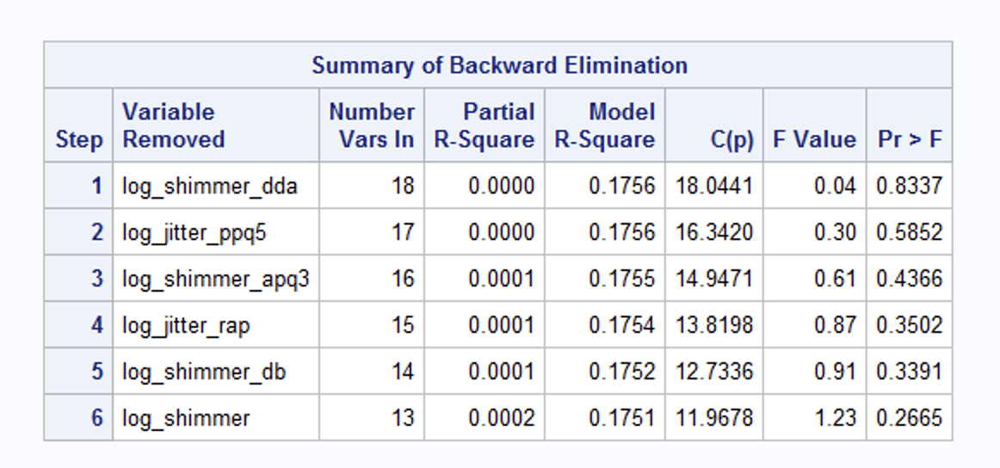 Summary of Backward Elimination
Step Variable Removed Number Vars In Partial R-Square Model R-Square C(p) F Value Pr > F
1 log_shimmer_dda 18 0.0000 0.1756 18.0441 0.04 0.8337
2 log_jitter_ppq5 17 0.0000 0.1756 16.3420 0.30 0.5852
3 log_shimmer_apq3 16 0.0001 0.1755 14.9471 0.61 0.4366
4 log_jitter_rap 15 0.0001 0.1754 13.8198 0.87 0.3502
5 log_shimmer_db 14 0.0001 0.1752 12.7336 0.91 0.3391
6 log_shimmer 13 0.0002 0.1751 11.9678 1.23 0.2665